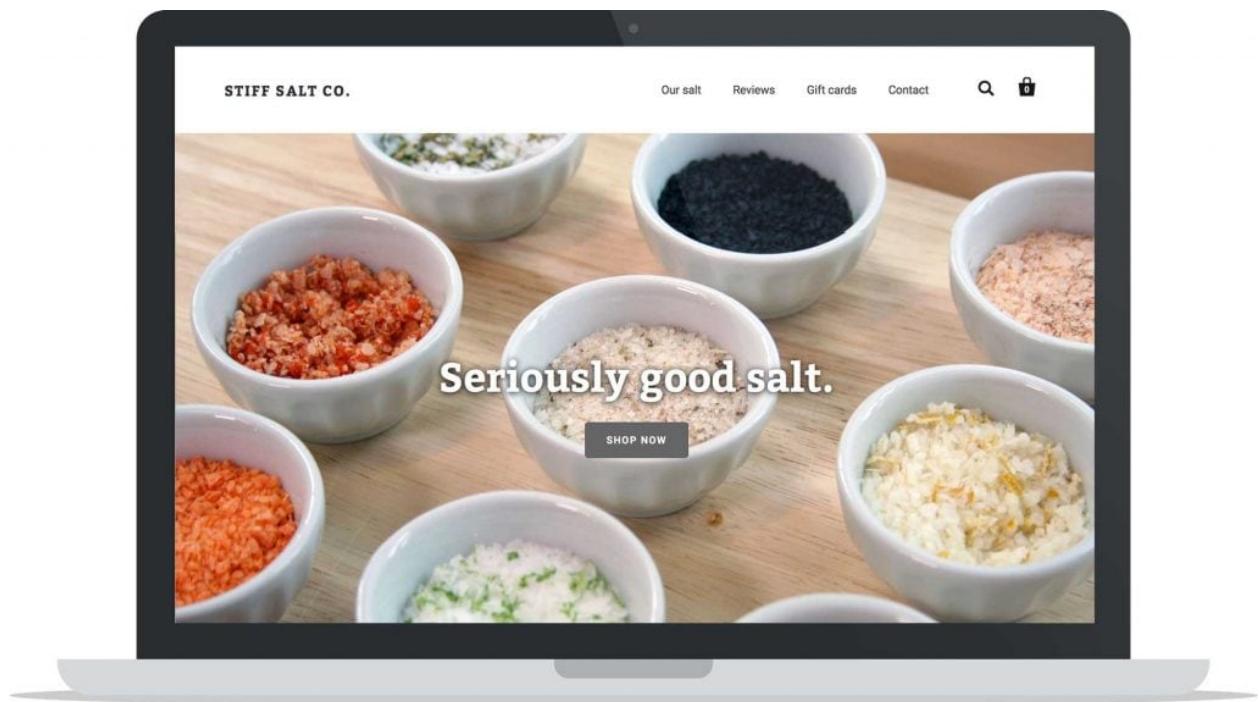 STIFF SALT CO.
Our salt Reviews Gift cards Contact 0
Seriously good salt.
SHOP NOW